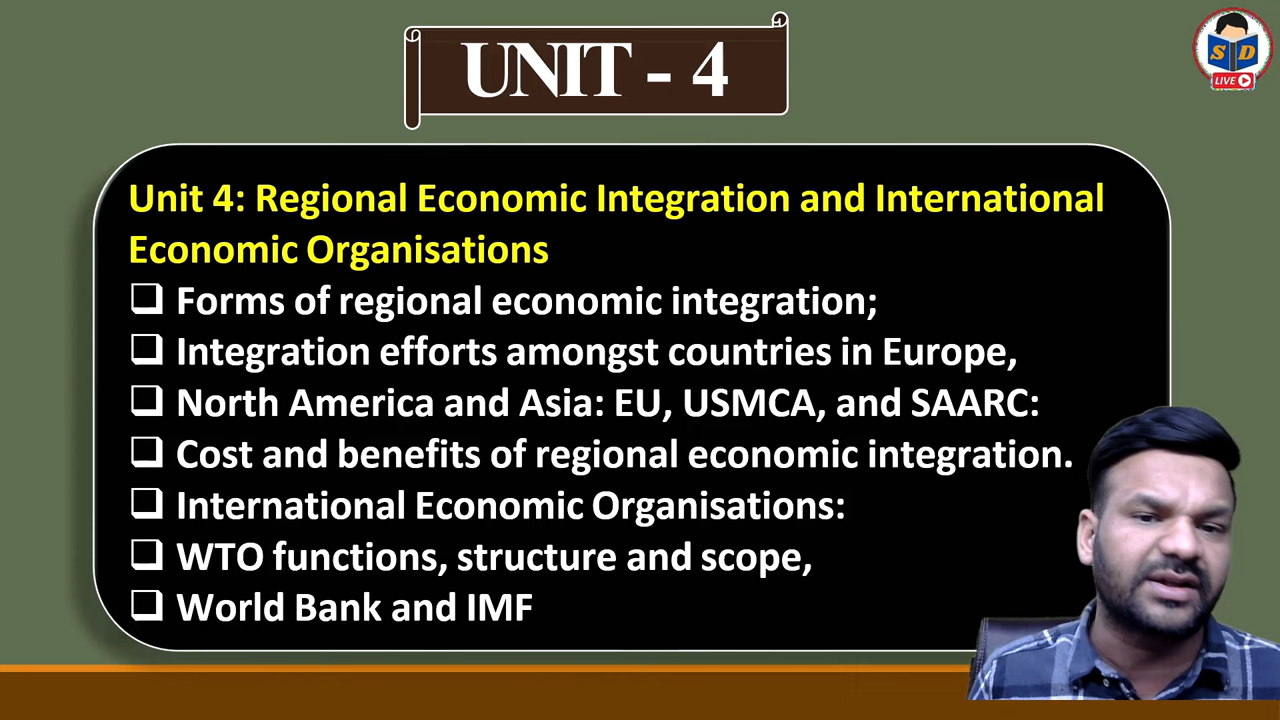 UNIT - 4
S D
LIVE
Unit 4: Regional Economic Integration and International
Economic Organisations
❑ Forms of regional economic integration;
❑ Integration efforts amongst countries in Europe,
❑ North America and Asia: EU, USMCA, and SAARC:
❑ Cost and benefits of regional economic integration.
❑ International Economic Organisations:
❑ WTO functions, structure and scope,
❑ World Bank and IMF